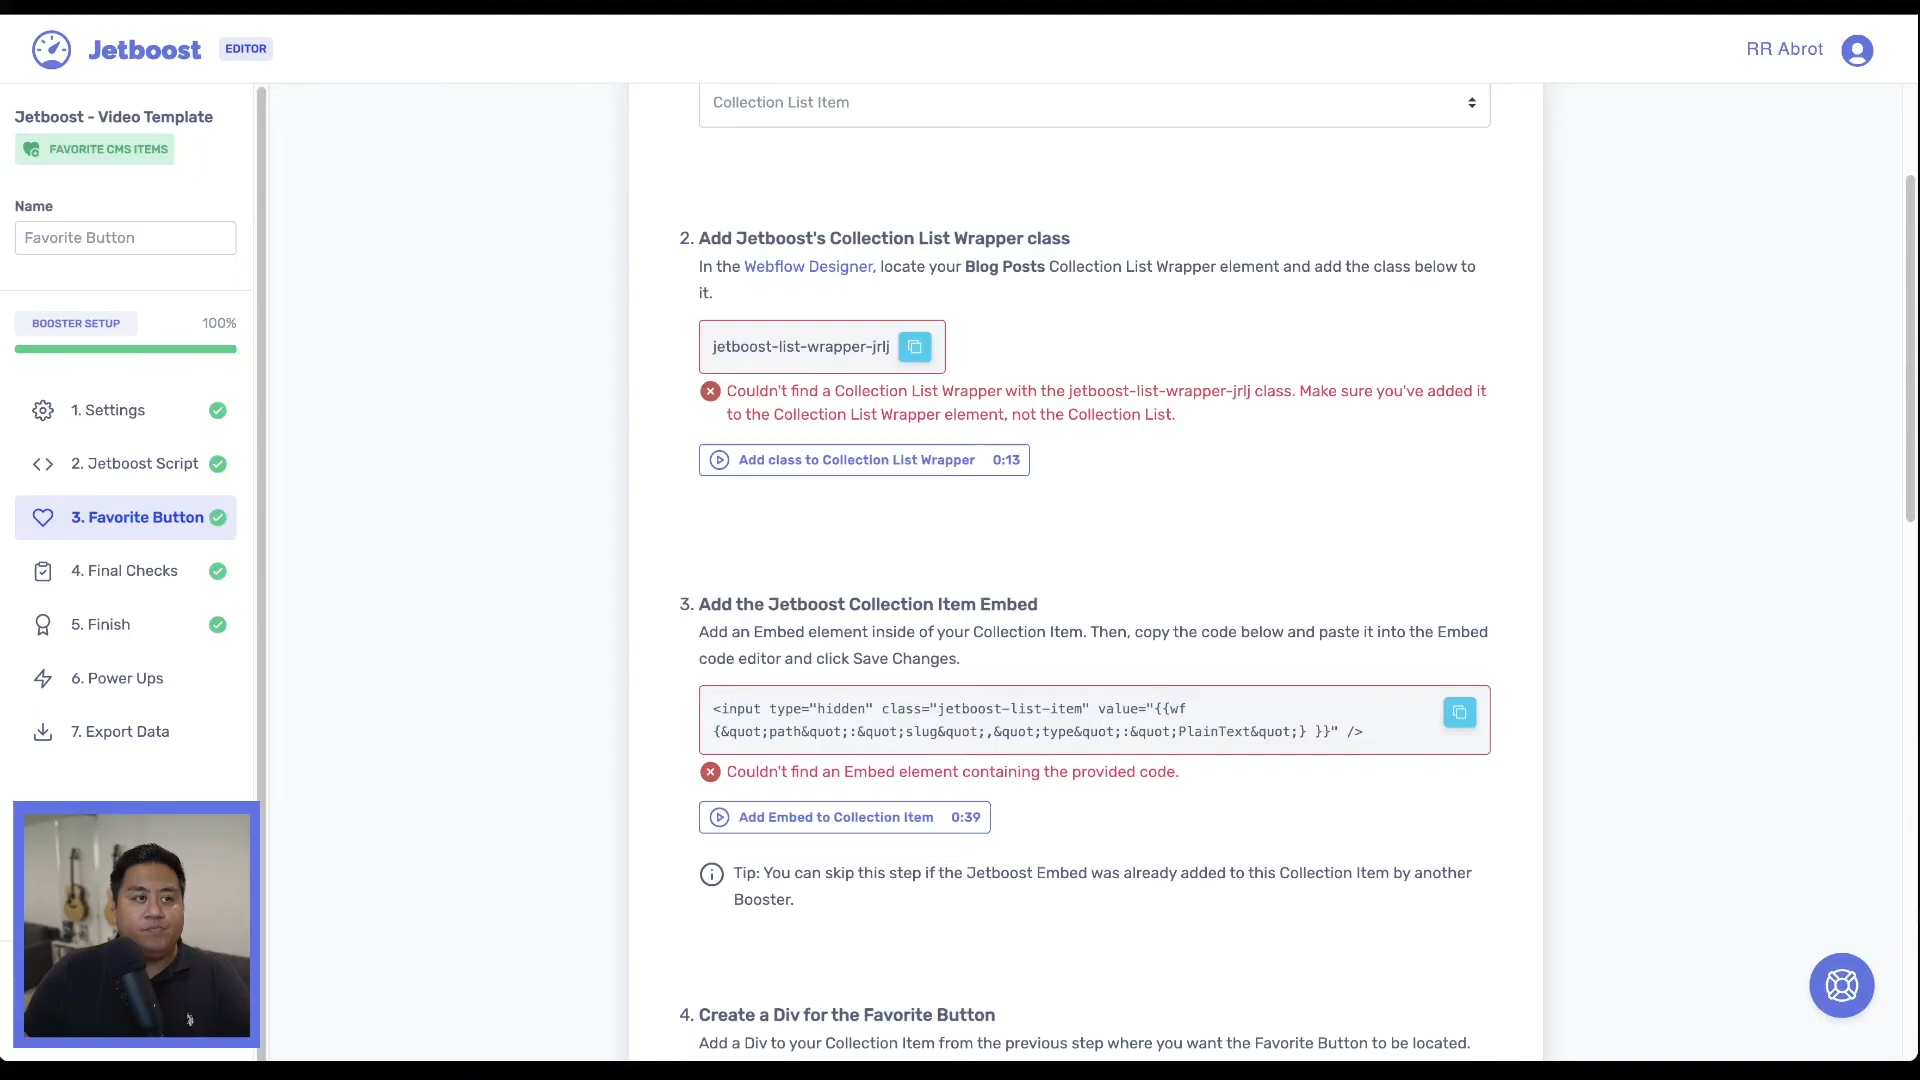 Jetboost EDITOR
RR Abrot
Jetboost - Video Template
FAVORITE CMS ITEMS
Name
Favorite Button
BOOSTER SETUP 100%
1. Settings
2. Jetboost Script
3. Favorite Button
4. Final Checks
5. Finish
6. Power Ups
7. Export Data
Collection List Item
2. Add Jetboost's Collection List Wrapper class
In the Webflow Designer, locate your Blog Posts Collection List Wrapper element and add the class below to
it.
jetboost-list-wrapper-jrlj
Couldn't find a Collection List Wrapper with the jetboost-list-wrapper-jrlj class. Make sure you've added it
to the Collection List Wrapper element, not the Collection List.
Add class to Collection List Wrapper 0:13
3. Add the Jetboost Collection Item Embed
Add an Embed element inside of your Collection Item. Then, copy the code below and paste it into the Embed
code editor and click Save Changes.
<input type="hidden" class="jetboost-list-item" value="{{wf
{&quot;path&quot;:&quot;slug&quot;,&quot;type&quot;:&quot;PlainText&quot;} }}" />
Couldn't find an Embed element containing the provided code.
Add Embed to Collection Item 0:39
Tip: You can skip this step if the Jetboost Embed was already added to this Collection Item by another
Booster.
4. Create a Div for the Favorite Button
Add a Div to your Collection Item from the previous step where you want the Favorite Button to be located.